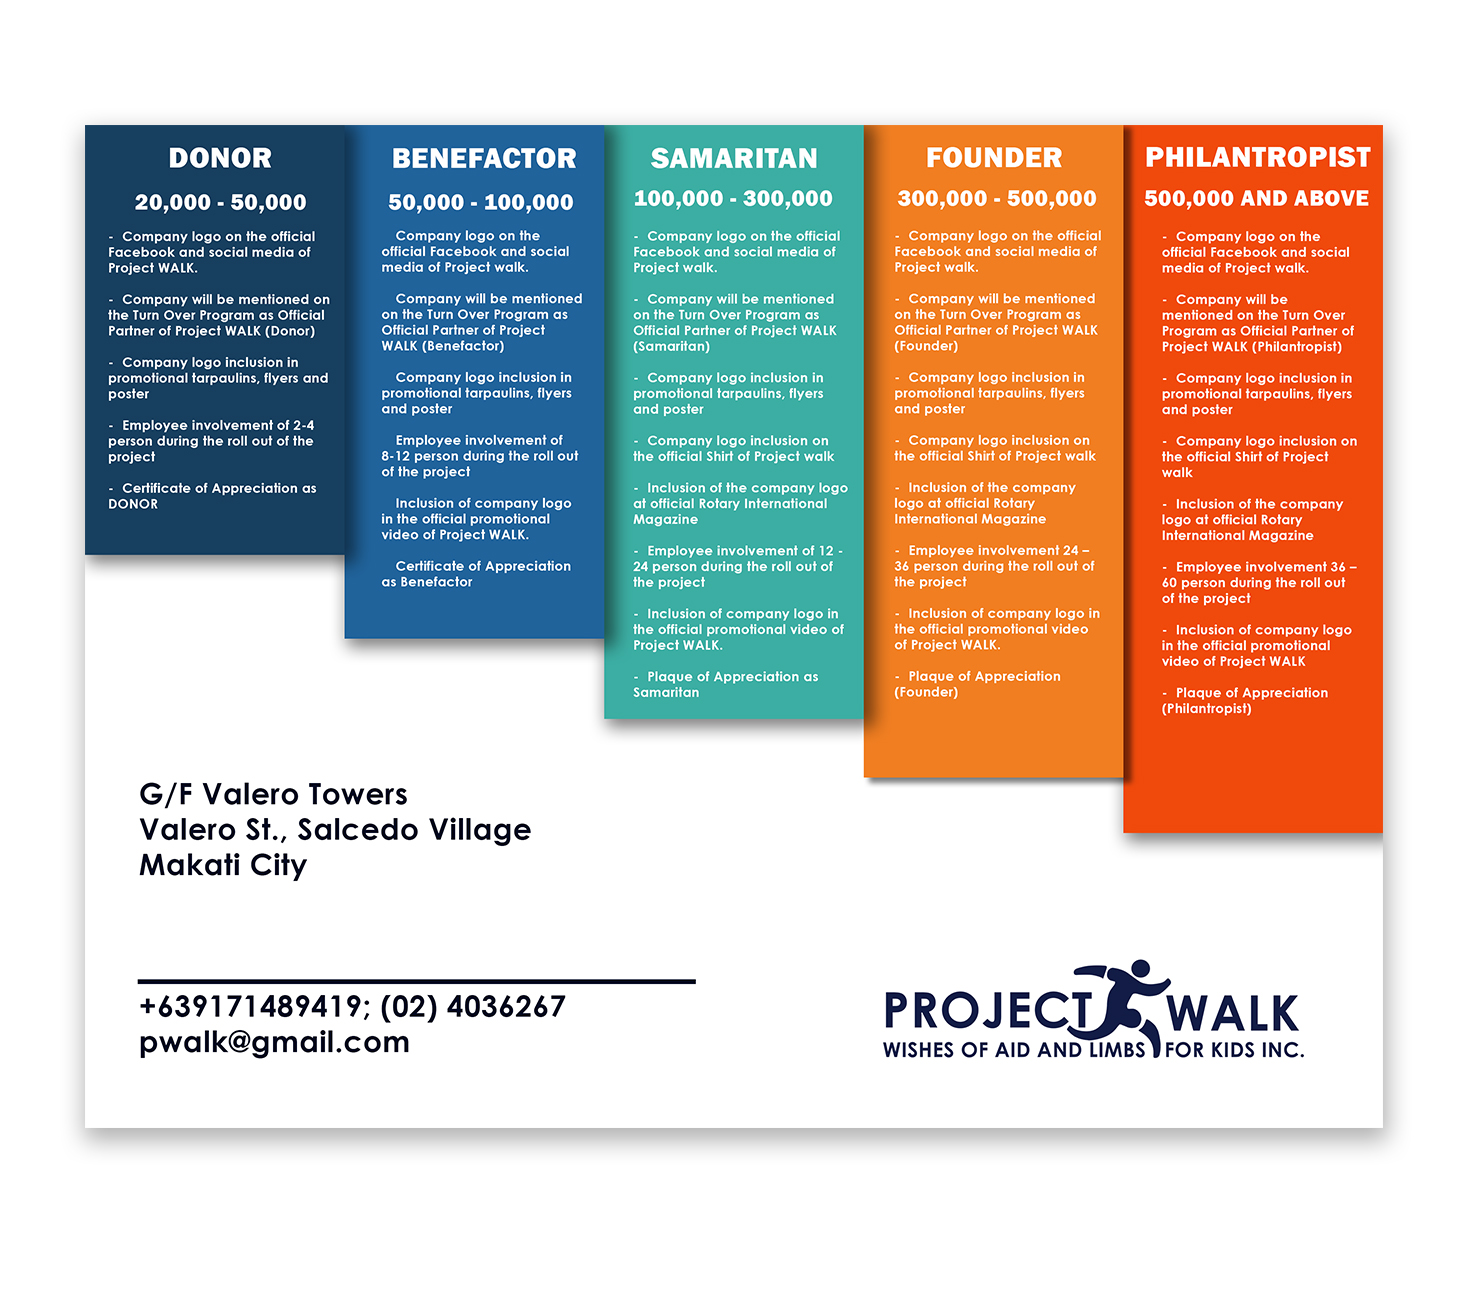 DONOR
20,000 - 50,000
- Company logo on the official
Facebook and social media of
Project WALK.
- Company will be mentioned on
the Turn Over Program as Official
Partner of Project WALK (Donor)
- Company logo inclusion in
promotional tarpaulins, flyers and
poster
- Employee involvement of 2-4
person during the roll out of the
project
- Certificate of Appreciation as
DONOR
BENEFACTOR
50,000 - 100,000
Company logo on the
official Facebook and social
media of Project walk.
Company will be mentioned
on the Turn Over Program as
Official Partner of Project
WALK (Benefactor)
Company logo inclusion in
promotional tarpaulins, flyers
and poster
Employee involvement of
8-12 person during the roll out
of the project
Inclusion of company logo
in the official promotional
video of Project WALK.
Certificate of Appreciation
as Benefactor
SAMARITAN
100,000 - 300,000
- Company logo on the official
Facebook and social media of
Project walk.
- Company will be mentioned
on the Turn Over Program as
Official Partner of Project WALK
(Samaritan)
- Company logo inclusion in
promotional tarpaulins, flyers
and poster
- Company logo inclusion on
the official Shirt of Project walk
- Inclusion of the company logo
at official Rotary International
Magazine
- Employee involvement of 12 -
24 person during the roll out of
the project
- Inclusion of company logo in
the official promotional video of
Project WALK.
- Plaque of Appreciation as
Samaritan
FOUNDER
300,000 - 500,000
- Company logo on the official
Facebook and social media of
Project walk.
- Company will be mentioned
on the Turn Over Program as
Official Partner of Project WALK
(Founder)
- Company logo inclusion in
promotional tarpaulins, flyers
and poster
- Company logo inclusion on
the official Shirt of Project walk
- Inclusion of the company
logo at official Rotary
International Magazine
- Employee involvement 24 –
36 person during the roll out of
the project
- Inclusion of company logo in
the official promotional video
of Project WALK.
- Plaque of Appreciation
(Founder)
PHILANTROPIST
500,000 AND ABOVE
- Company logo on the
official Facebook and social
media of Project walk.
- Company will be
mentioned on the Turn Over
Program as Official Partner of
Project WALK (Philantropist)
- Company logo inclusion in
promotional tarpaulins, flyers
and poster
- Company logo inclusion on
the official Shirt of Project
walk
- Inclusion of the company
logo at official Rotary
International Magazine
- Employee involvement 36 –
60 person during the roll out
of the project
- Inclusion of company logo
in the official promotional
video of Project WALK
- Plaque of Appreciation
(Philantropist)
G/F Valero Towers
Valero St., Salcedo Village
Makati City
+639171489419; (02) 4036267
pwalk@gmail.com
PROJECT WALK
WISHES OF AID AND LIMBS FOR KIDS INC.